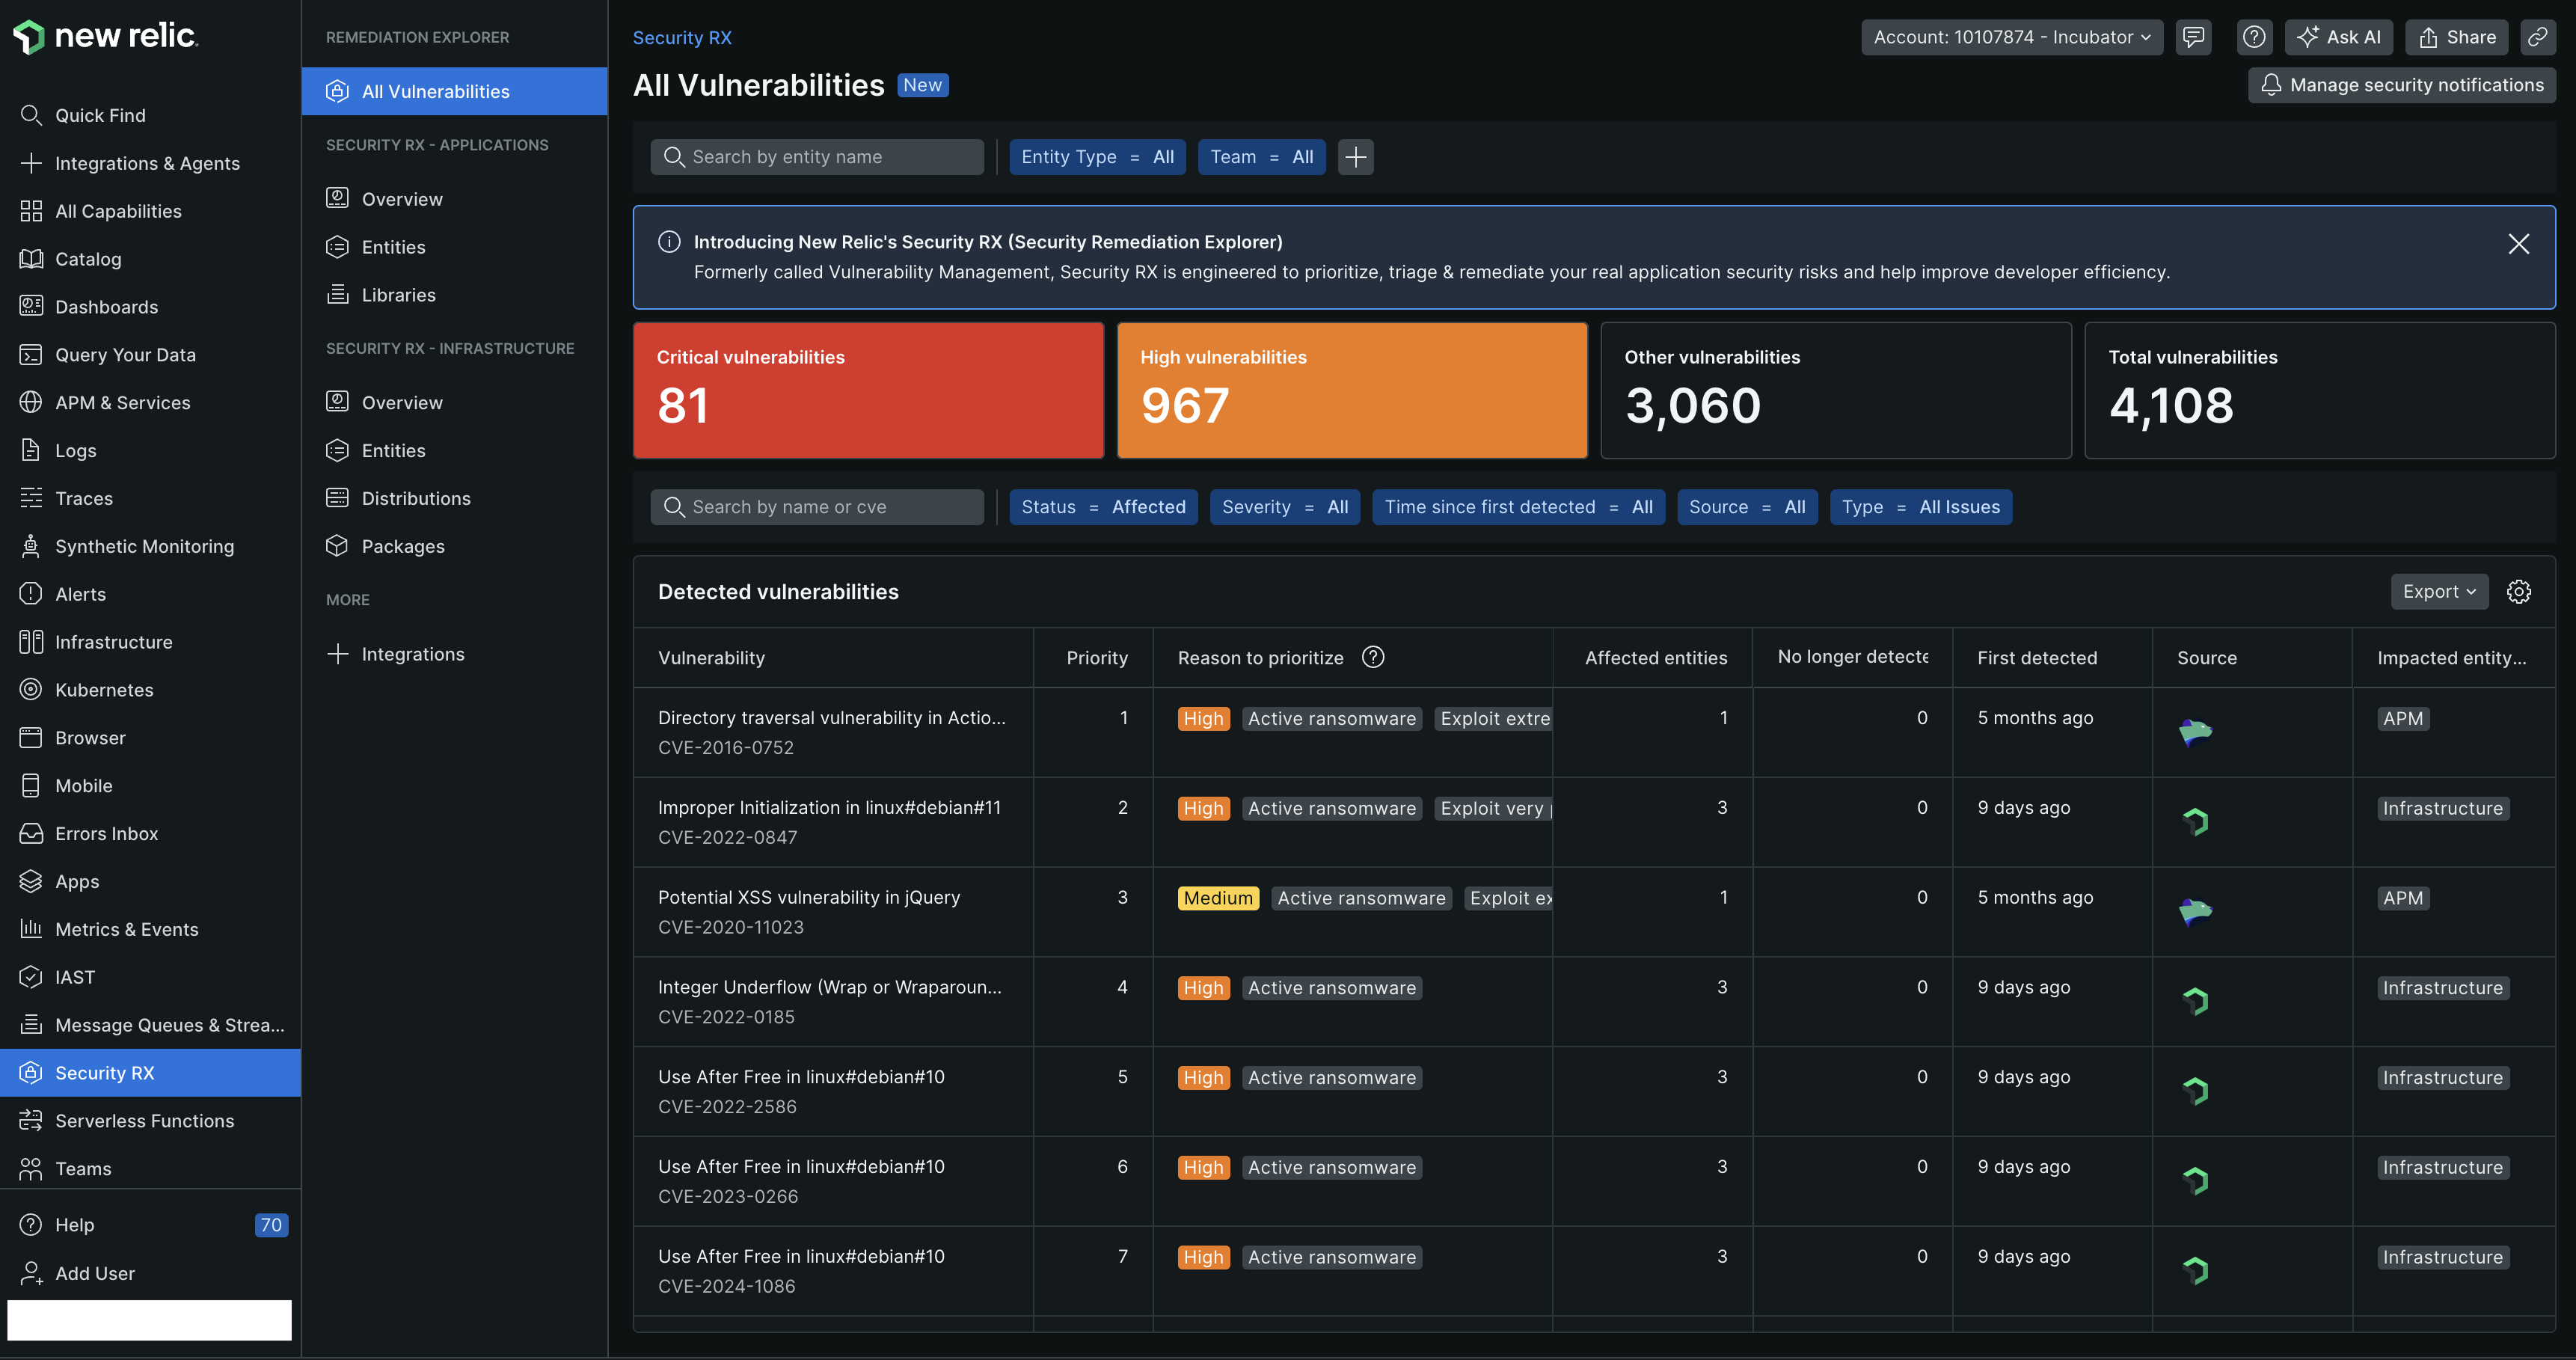 new relic.
Quick Find
Integrations & Agents
All Capabilities
Catalog
Dashboards
Query Your Data
APM & Services
Logs
Traces
Synthetic Monitoring
Alerts
Infrastructure
Kubernetes
Browser
Mobile
Errors Inbox
Apps
Metrics & Events
IAST
Message Queues & Strea...
Security RX
Serverless Functions
Teams
Help 70
Add User
REMEDIATION EXPLORER
All Vulnerabilities
SECURITY RX - APPLICATIONS
Overview
Entities
Libraries
SECURITY RX - INFRASTRUCTURE
Overview
Entities
Distributions
Packages
MORE
Integrations
Security RX
Account: 10107874 - Incubator
Ask AI
Share
All Vulnerabilities New
Manage security notifications
Search by entity name
Entity Type = All
Team = All
Introducing New Relic's Security RX (Security Remediation Explorer)
Formerly called Vulnerability Management, Security RX is engineered to prioritize, triage & remediate your real application security risks and help improve developer efficiency.
Critical vulnerabilities
81
High vulnerabilities
967
Other vulnerabilities
3,060
Total vulnerabilities
4,108
Search by name or cve
Status = Affected
Severity = All
Time since first detected = All
Source = All
Type = All Issues
Detected vulnerabilities
Export
Vulnerability Priority Reason to prioritize Affected entities No longer detecte First detected Source Impacted entity...
Directory traversal vulnerability in Actio... 1 High Active ransomware Exploit extre 1 0 5 months ago APM
CVE-2016-0752
Improper Initialization in linux#debian#11 2 High Active ransomware Exploit very 3 0 9 days ago Infrastructure
CVE-2022-0847
Potential XSS vulnerability in jQuery 3 Medium Active ransomware Exploit ex 1 0 5 months ago APM
CVE-2020-11023
Integer Underflow (Wrap or Wraparoun... 4 High Active ransomware 3 0 9 days ago Infrastructure
CVE-2022-0185
Use After Free in linux#debian#10 5 High Active ransomware 3 0 9 days ago Infrastructure
CVE-2022-2586
Use After Free in linux#debian#10 6 High Active ransomware 3 0 9 days ago Infrastructure
CVE-2023-0266
Use After Free in linux#debian#10 7 High Active ransomware 3 0 9 days ago Infrastructure
CVE-2024-1086